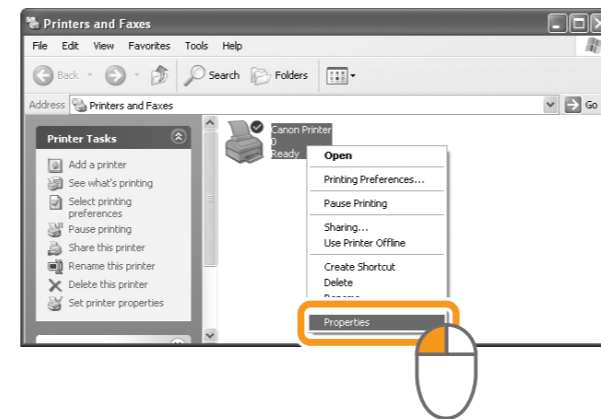 Printers and Faxes
File Edit View Favorites Tools Help
Back Search Folders
Address Printers and Faxes Go
Printer Tasks
Add a printer
See what's printing
Select printing
preferences
Pause printing
Share this printer
Rename this printer
Delete this printer
Set printer properties
Canon Printer
0
Ready
Open
Printing Preferences...
Pause Printing
Sharing...
Use Printer Offline
Create Shortcut
Delete
Properties